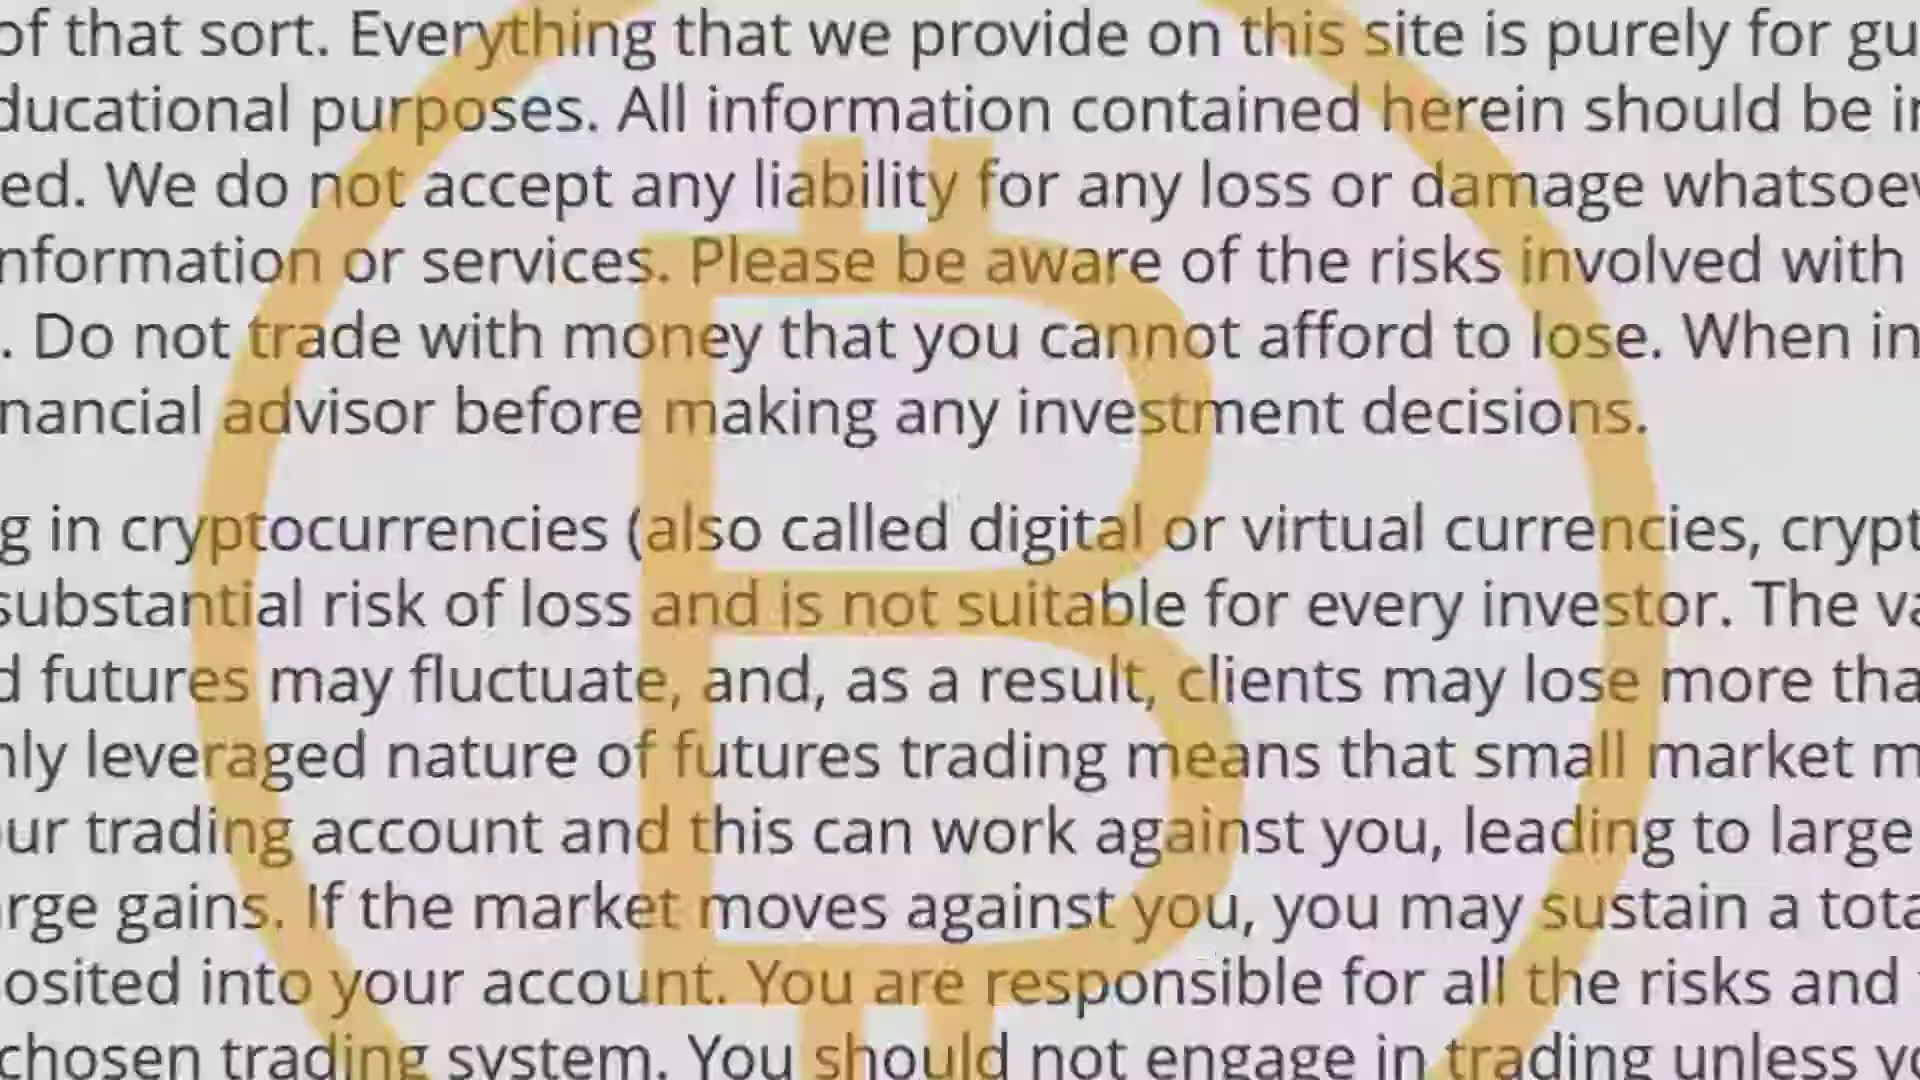 of that sort. Everything that we provide on this site is purely for gu
ducational purposes. All information contained herein should be in
ed. We do not accept any liability for any loss or damage whatsoev
nformation or services. Please be aware of the risks involved with
. Do not trade with money that you cannot afford to lose. When in
nancial advisor before making any investment decisions.
g in cryptocurrencies (also called digital or virtual currencies, crypt
substantial risk of loss and is not suitable for every investor. The va
d futures may fluctuate, and, as a result, clients may lose more tha
hly leveraged nature of futures trading means that small market m
our trading account and this can work against you, leading to large
arge gains. If the market moves against you, you may sustain a tota
osited into your account. You are responsible for all the risks and
chosen trading system. You should not engage in trading unless yo